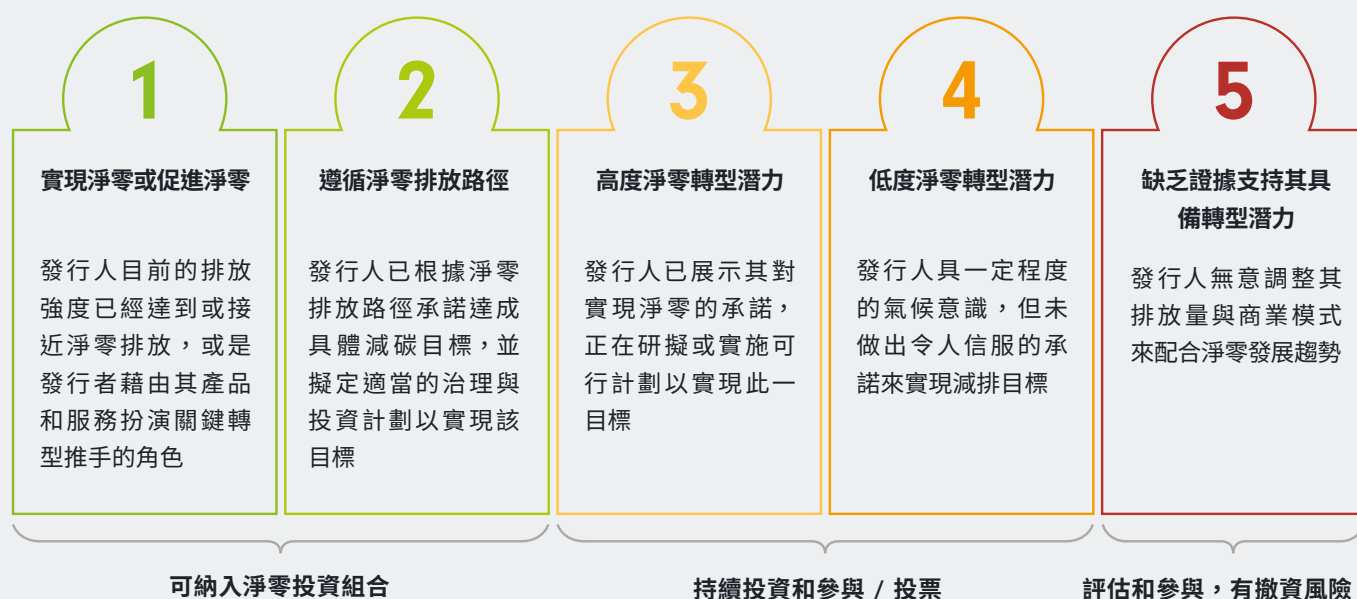 1
實現淨零或促進淨零
發行人目前的排放
強度已經達到或接
近淨零排放，或是
發行者藉由其產品
和服務扮演關鍵轉
型推手的角色
2
遵循淨零排放路徑
發行人已根據淨零
排放路徑承諾達成
具體減碳目標，並
擬定適當的治理與
投資計劃以實現該
目標
3
高度淨零轉型潛力
發行人已展示其對
實現淨零的承諾，
正在研擬或實施可
行計劃以實現此一
目標
4
低度淨零轉型潛力
發行人具一定程度
的氣候意識，但未
做出令人信服的承
諾來實現減排目標
5
缺乏證據支持其具
備轉型潛力
發行人無意調整其
排放量與商業模式
來配合淨零發展趨勢
可納入淨零投資組合
持續投資和參與 / 投票
評估和參與，有撤資風險